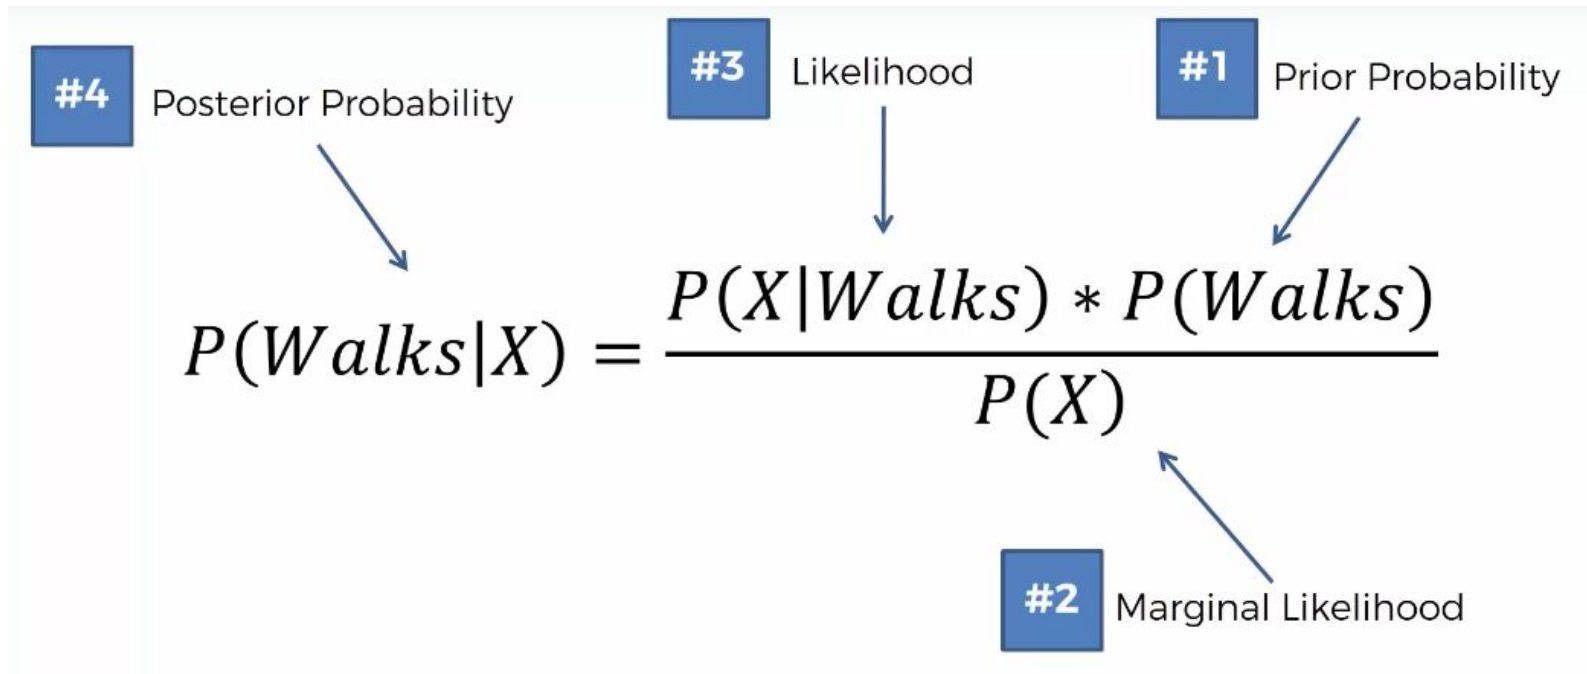 #4 Posterior Probability
#3 Likelihood
#1 Prior Probability
P(Walks|X) = P(X|Walks) * P(Walks)
P(X)
#2 Marginal Likelihood